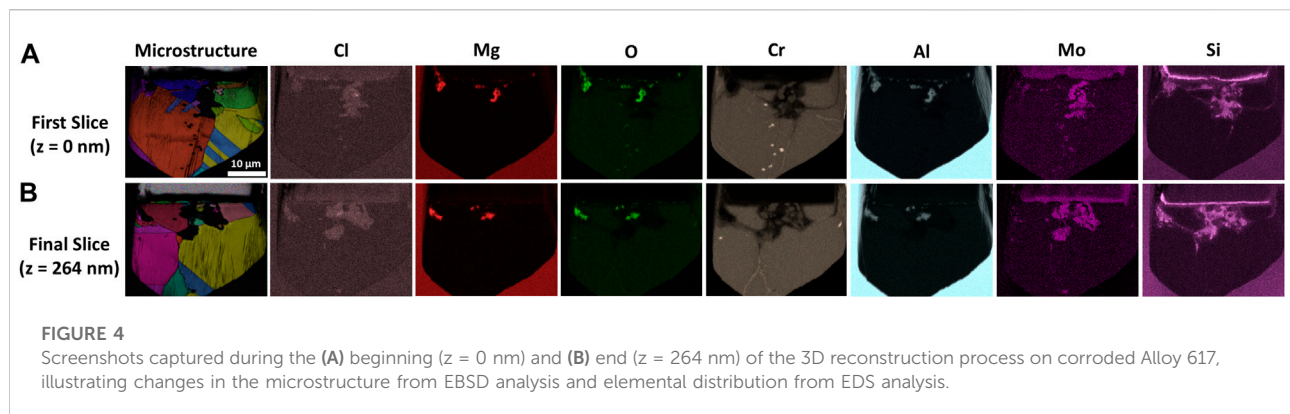 A
Microstructure Cl Mg O Cr Al Mo Si
First Slice
(z = 0 nm)
10 µm
B
Final Slice
(z = 264 nm)
FIGURE 4
Screenshots captured during the (A) beginning (z = 0 nm) and (B) end (z = 264 nm) of the 3D reconstruction process on corroded Alloy 617,
illustrating changes in the microstructure from EBSD analysis and elemental distribution from EDS analysis.